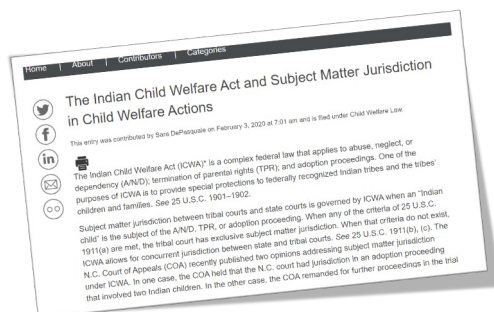 Home | About | Contributors | Categories
The Indian Child Welfare Act and Subject Matter Jurisdiction
in Child Welfare Actions
This entry was contributed by Sara DePasquale on February 3, 2020 at 7:01 am and is filed under Child Welfare Law.
The Indian Child Welfare Act (ICWA)* is a complex federal law that applies to abuse, neglect, or
dependency (A/N/D); termination of parental rights (TPR); and adoption proceedings. One of the
purposes of ICWA is to provide special protections to federally recognized Indian tribes and the tribes'
children and families. See 25 U.S.C. 1901–1902.
Subject matter jurisdiction between tribal courts and state courts is governed by ICWA when an "Indian
child" is the subject of the A/N/D, TPR, or adoption proceeding. When any of the criteria of 25 U.S.C.
1911(a) are met, the tribal court has exclusive subject matter jurisdiction. When that criteria do not exist,
ICWA allows for concurrent jurisdiction between state and tribal courts. See 25 U.S.C. 1911(b), (c). The
N.C. Court of Appeals (COA) recently published two opinions addressing subject matter jurisdiction
under ICWA. In one case, the COA held that the N.C. court had jurisdiction in an adoption proceeding
that involved two Indian children. In the other case, the COA remanded for further proceedings in the trial